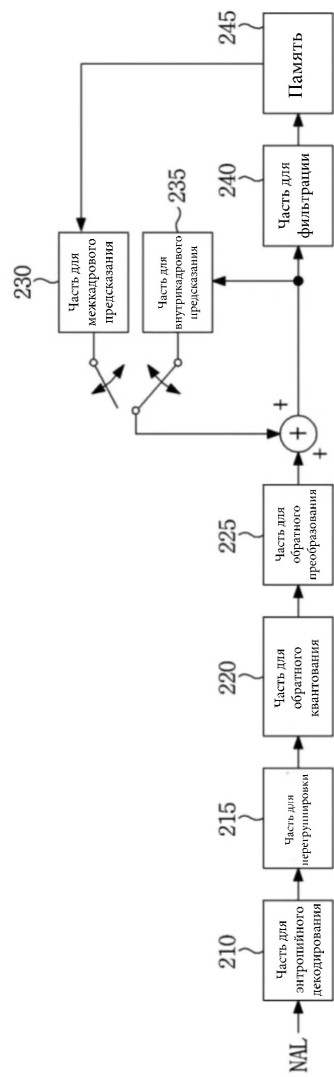 NAL
210
Часть для
энтропийного
декодирования
215
Часть для
перегруппировки
220
Часть для
обратного
квантования
225
Часть для
обратного
преобразования
+
+
+
230
Часть для
межкадрового
предсказания
235
Часть для
внутрикадрового
предсказания
240
Часть для
фильтрации
245
Память